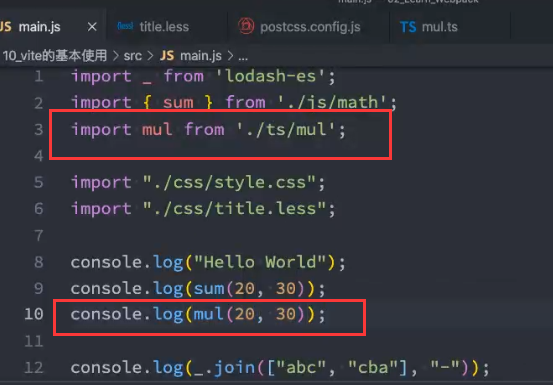 main.js 02_Learn_Webpack
JS main.js × title.less postcss.config.js TS mul.ts
10_vite的基本使用 > src > JS main.js > ...
1 import _ from 'lodash-es';
2 import { sum } from './js/math';
3 import mul from './ts/mul';
4
5 import "./css/style.css";
6 import "./css/title.less";
7
8 console.log("Hello World");
9 console.log(sum(20, 30));
10 console.log(mul(20, 30));
11
12 console.log(_.join(["abc", "cba"], "-"));